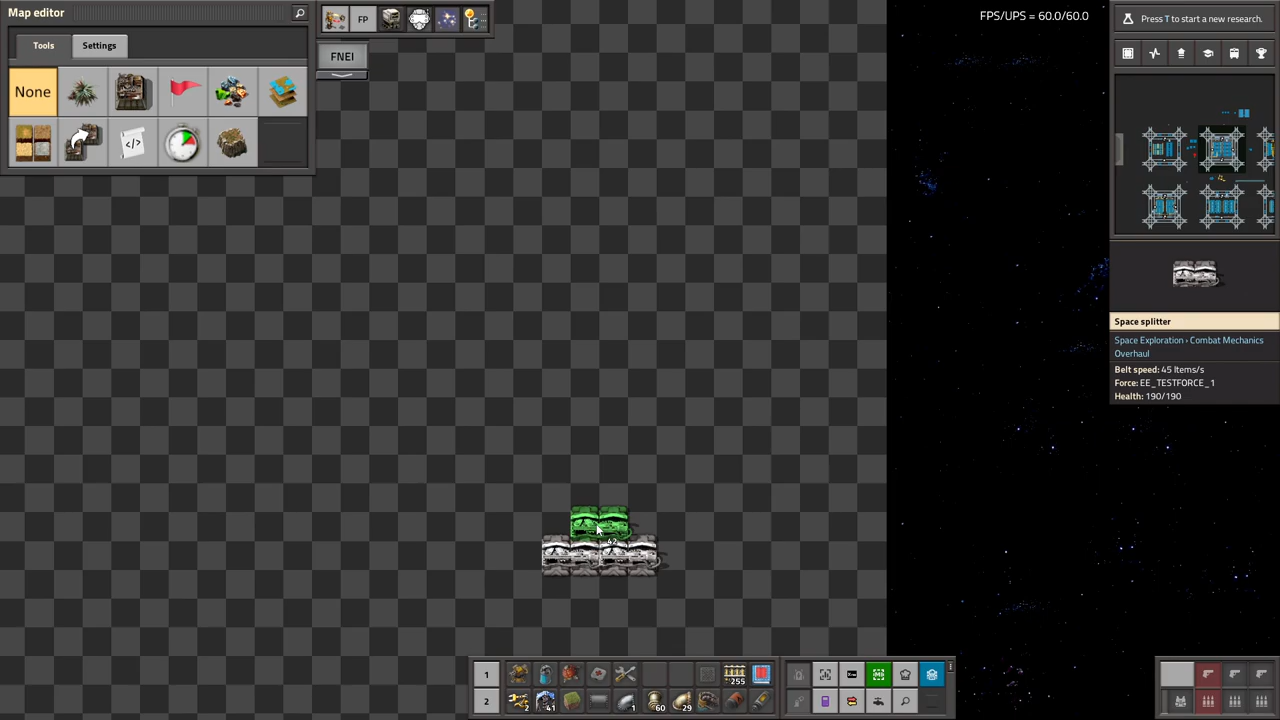 Map editor
FP
FPS/UPS = 60.0/60.0
Press T to start a new research.
Tools
Settings
FNEI
None
</>
Space splitter
Space Exploration › Combat Mechanics
Overhaul
Belt speed: 45 Items/s
Force: EE_TESTFORCE_1
Health: 190/190
42
1
255
2
41
1
60
29